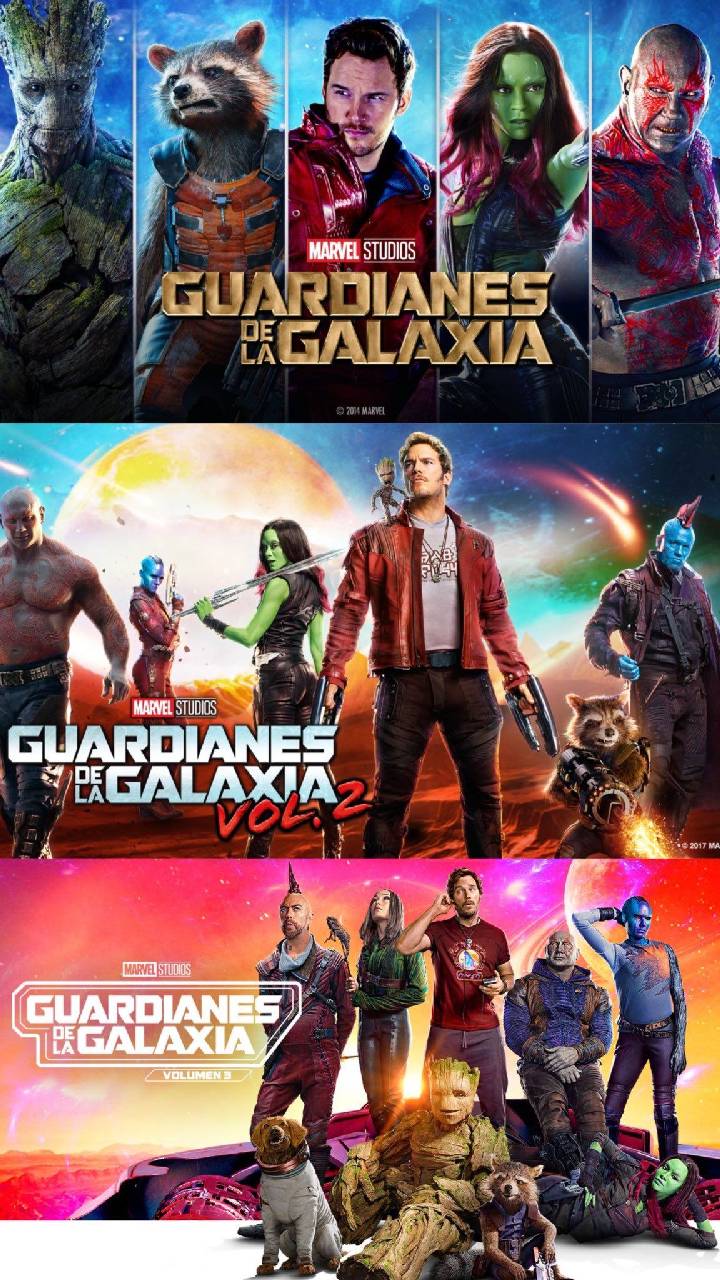 MARVEL STUDIOS
GUARDIANES
DE LA GALAXIA
© 2014 MARVEL
MARVEL STUDIOS
GUARDIANES
DE LA GALAXIA
VOL. 2
© 2017 MA
MARVEL STUDIOS
GUARDIANES
DE LA GALAXIA
VOLUMEN 3